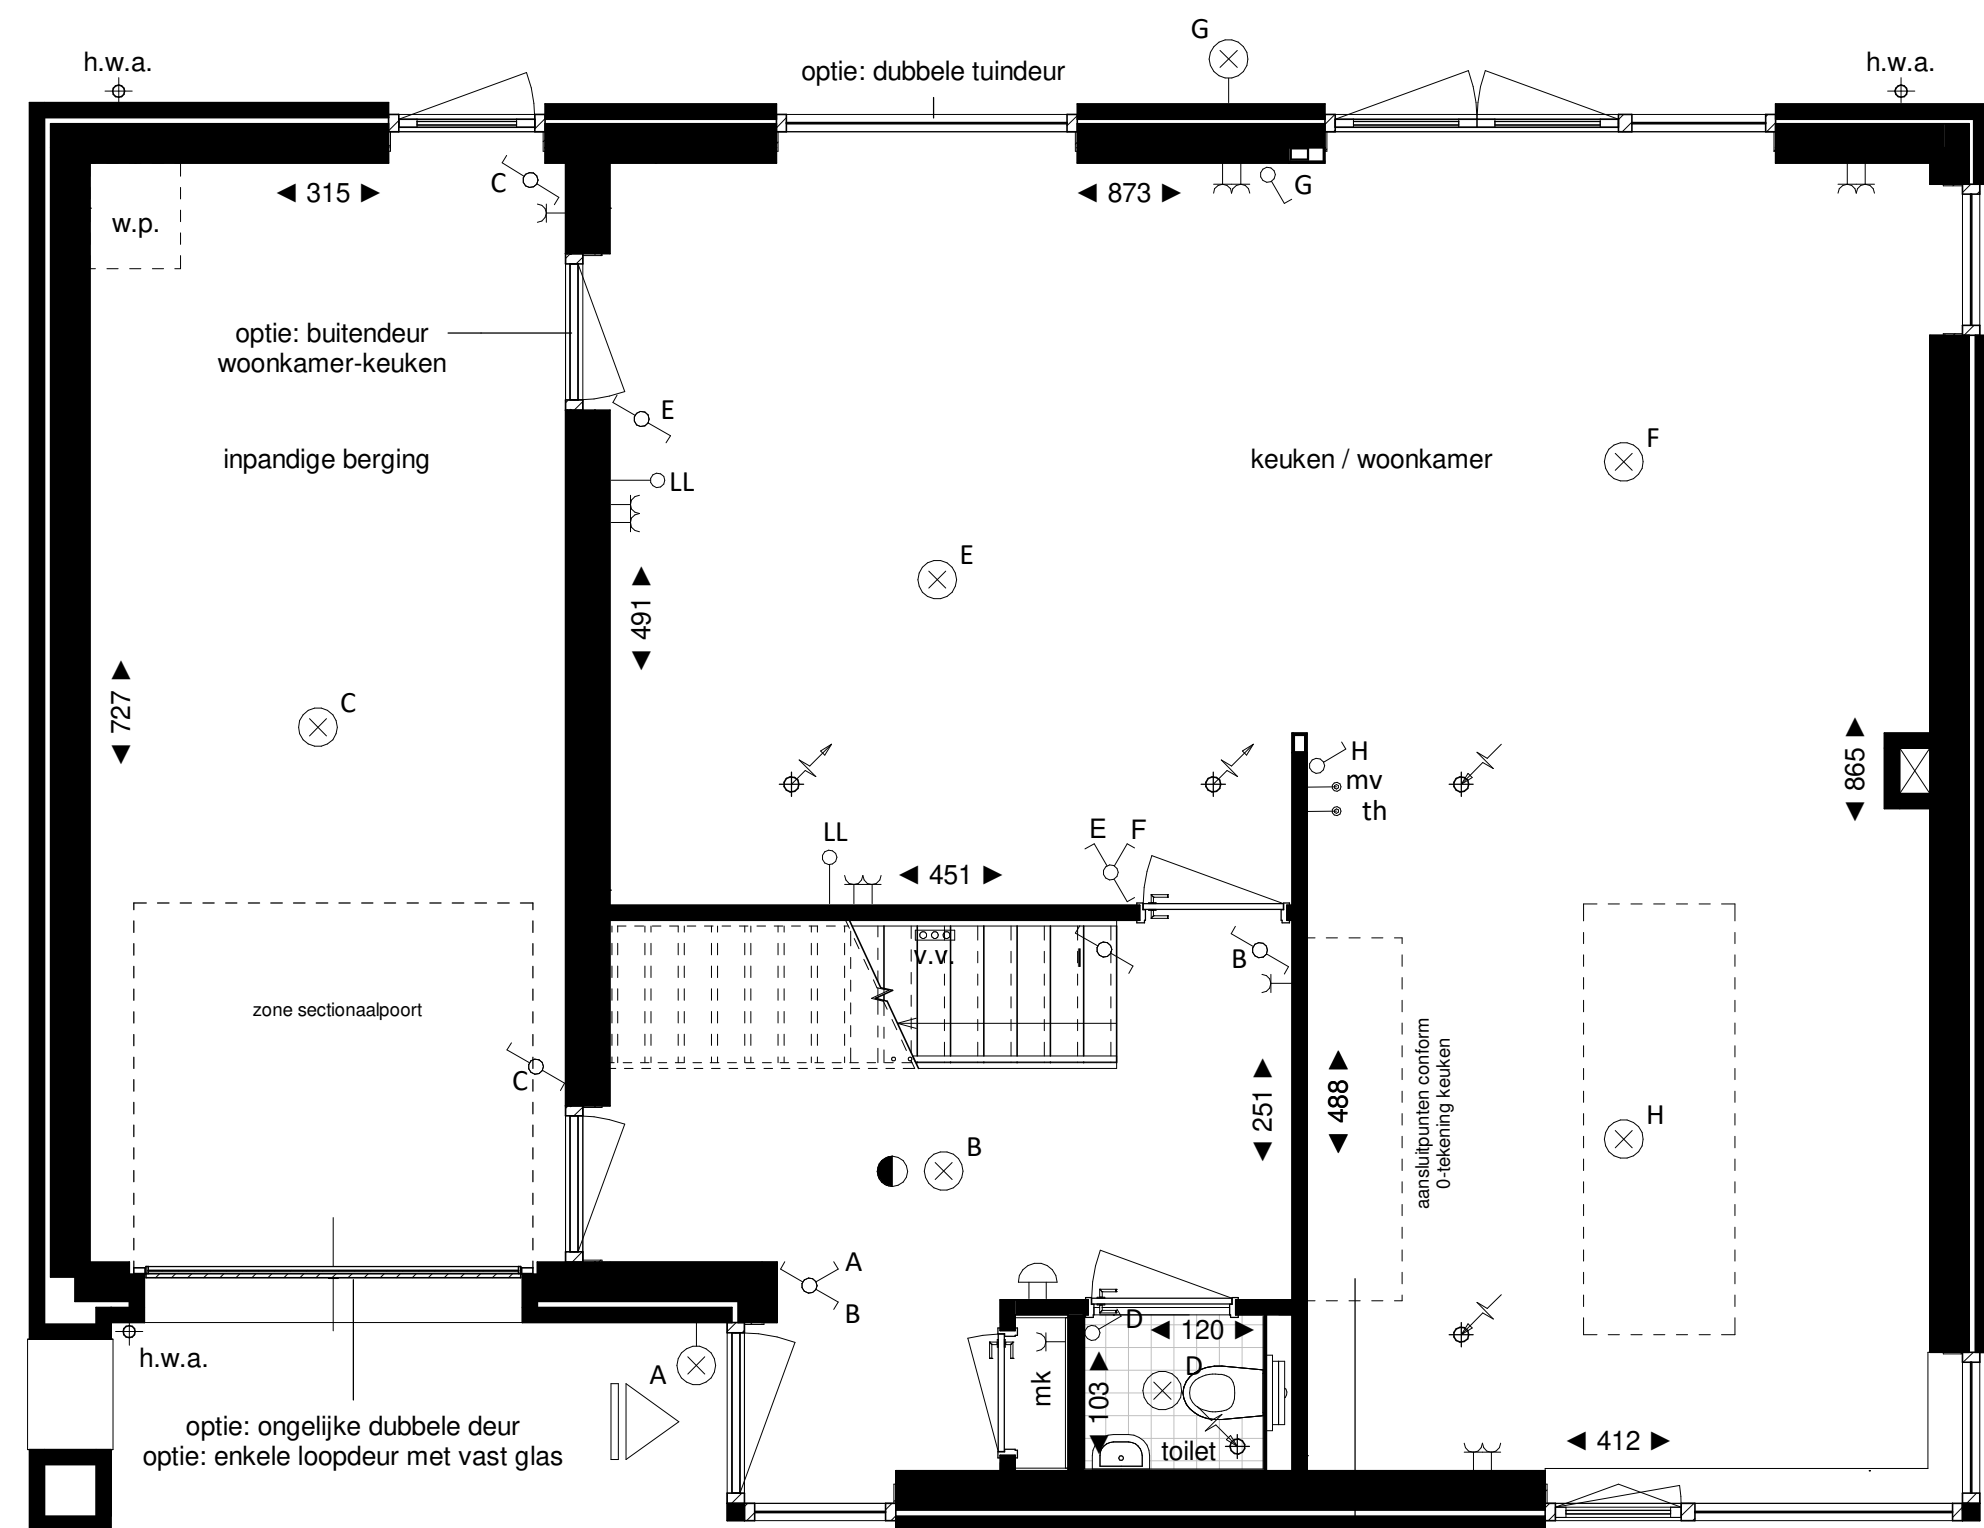 G
h.w.a.
optie: dubbele tuindeur
h.w.a.
C
315
873
G
w.p.
optie: buitendeur
woonkamer-keuken
E
inpandige berging
LL
keuken / woonkamer
F
E
491
727
C
H
mv
th
865
LL
E
F
451
v.v.
I
B
zone sectionaalpoort
C
251
488
aansluitpunten conform
0-tekening keuken
H
B
A
B
D
120
h.w.a.
A
mk
103
D
toilet
412
optie: ongelijke dubbele deur
optie: enkele loopdeur met vast glas